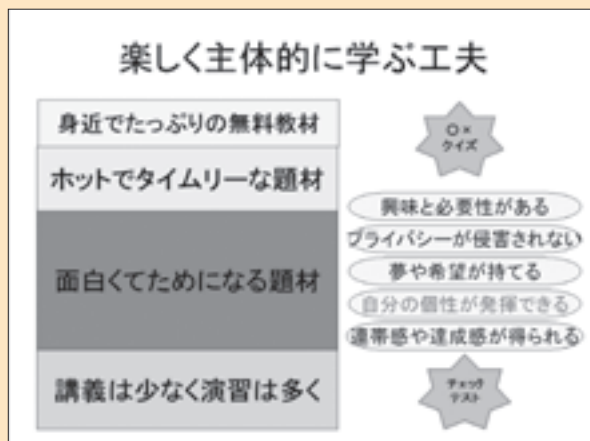 楽しく主体的に学ぶ工夫
身近でたっぷりの無料教材
ホットでタイムリーな題材
面白くてためになる題材
講義は少なく演習は多く
○×
クイズ
興味と必要性がある
プライバシーが侵害されない
夢や希望が持てる
自分の個性が発揮できる
連帯感や達成感が得られる
チェック
テスト